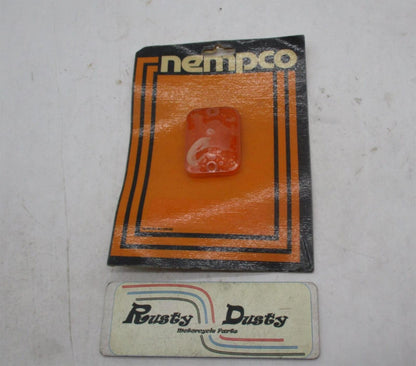 nempco
Rusty Dusty
Motorcycle Parts